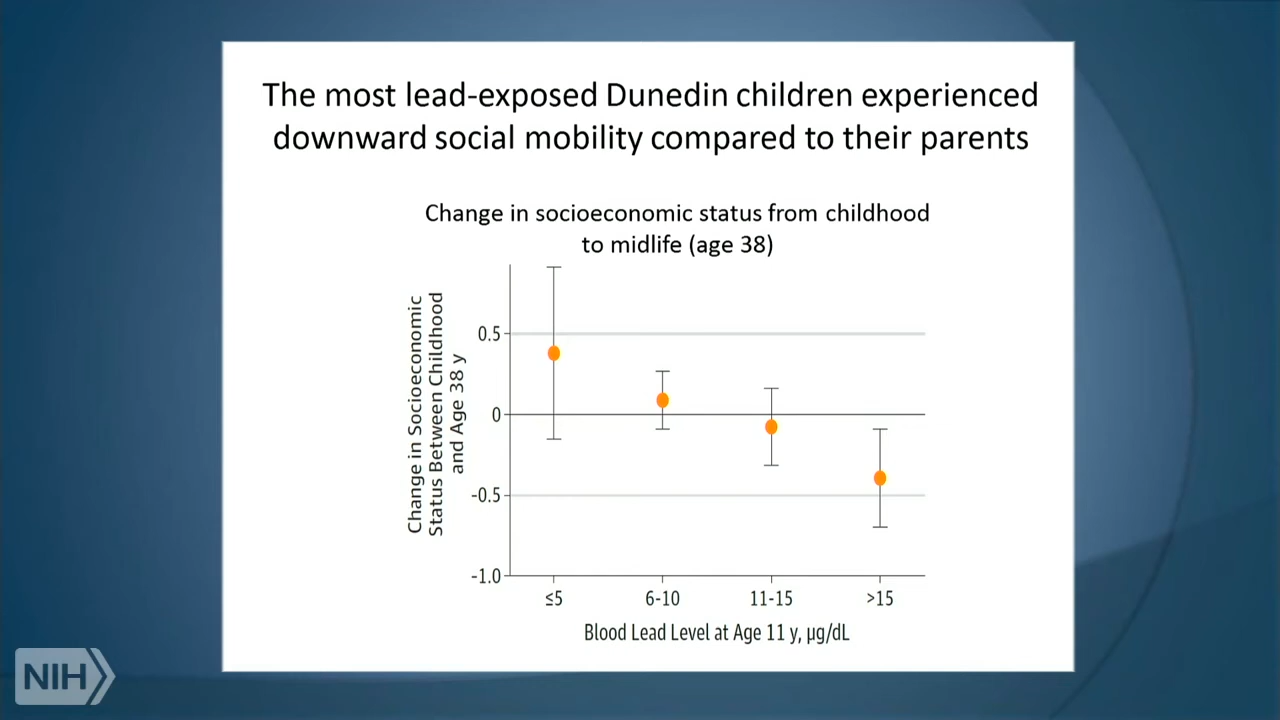 The most lead-exposed Dunedin children experienced
downward social mobility compared to their parents
Change in socioeconomic status from childhood
to midlife (age 38)
Change in Socioeconomic
Status Between Childhood
and Age 38 y
0.5
0
-0.5
-1.0
≤5
6-10
11-15
>15
Blood Lead Level at Age 11 y, µg/dL
NIH